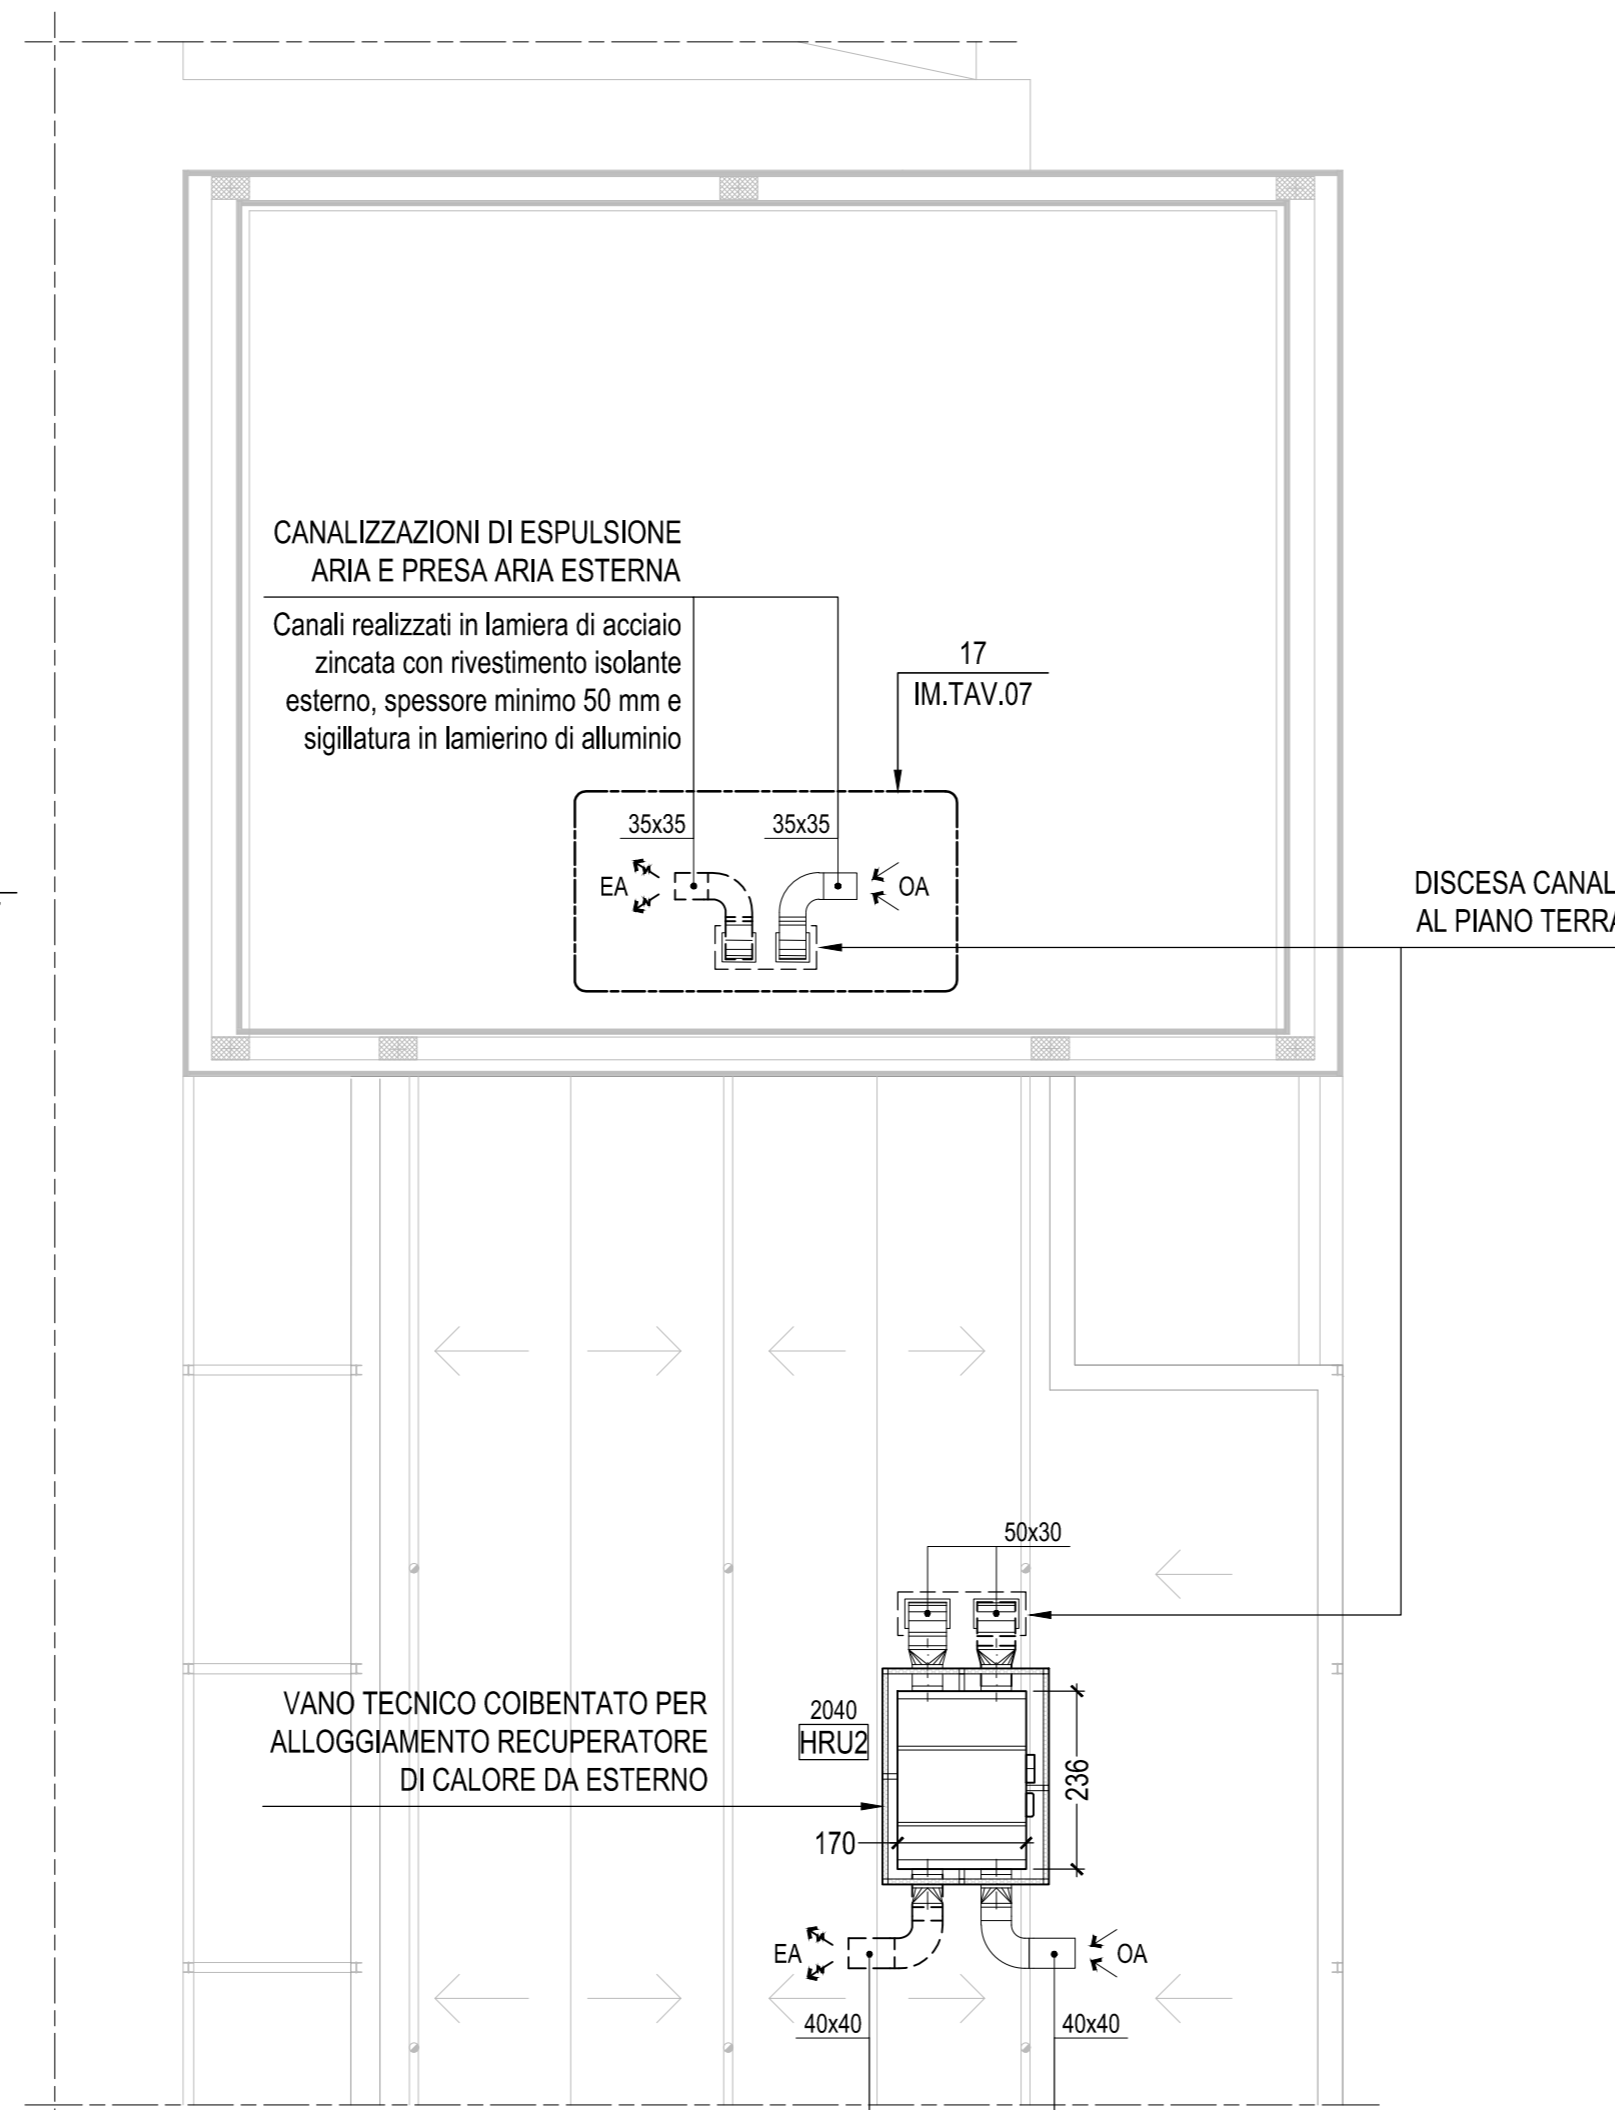 CANALIZZAZIONI DI ESPULSIONE
ARIA E PRESA ARIA ESTERNA
Canali realizzati in lamiera di acciaio
zincata con rivestimento isolante
esterno, spessore minimo 50 mm e
sigillatura in lamierino di alluminio
17
IM.TAV.07
35x35
35x35
EA
OA
DISCESA CANAL
AL PIANO TERRA
50x30
VANO TECNICO COIBENTATO PER
ALLOGGIAMENTO RECUPERATORE
DI CALORE DA ESTERNO
2040
HRU2
236
170
EA
OA
40x40
40x40